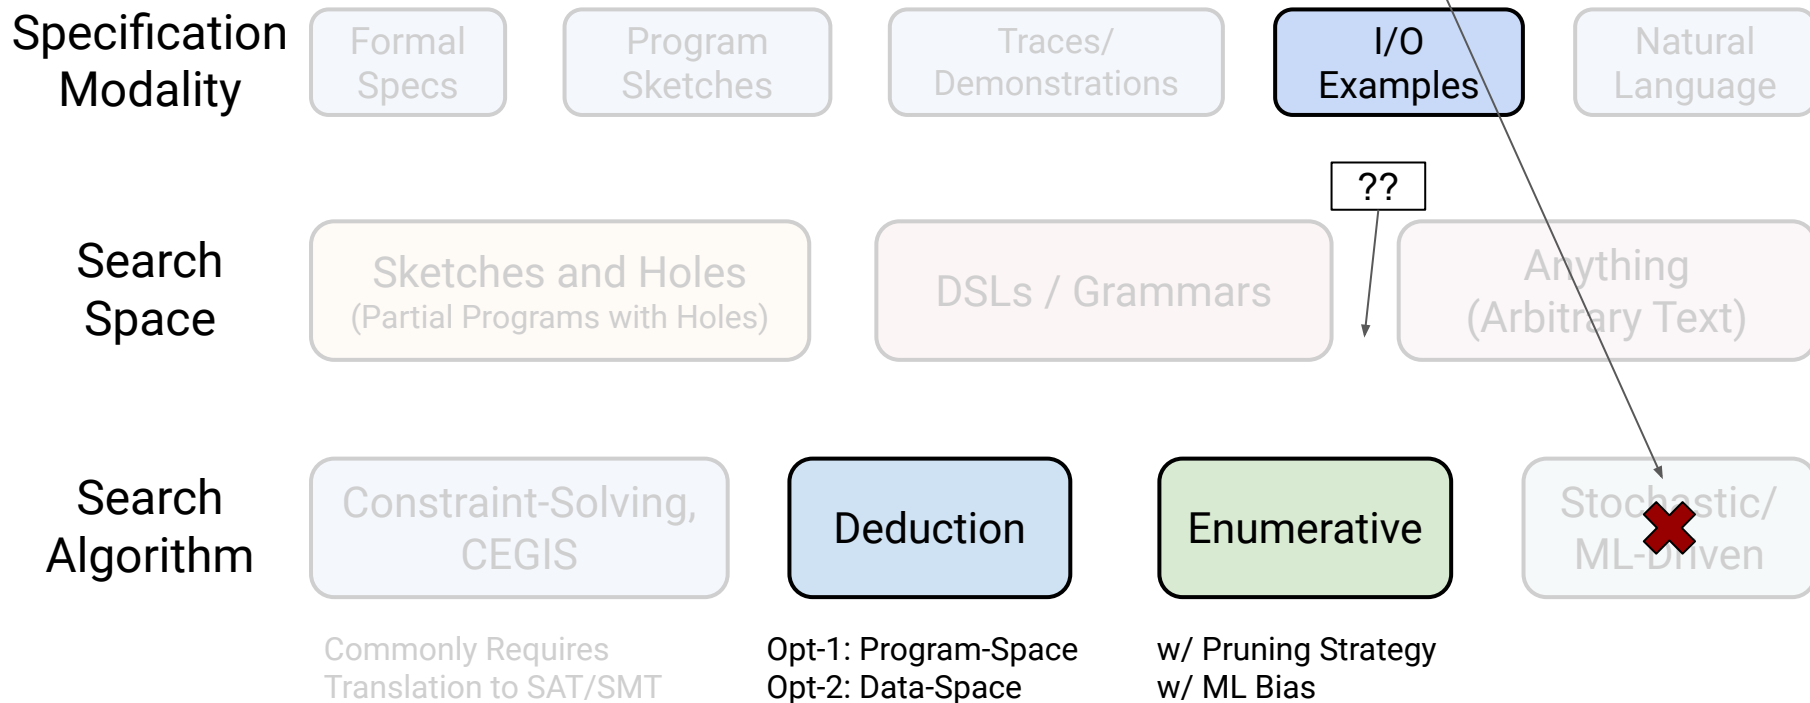 Specification
Modality
Formal
Specs
Program
Sketches
Traces/
Demonstrations
I/O
Examples
Natural
Language
??
Search
Space
Sketches and Holes
(Partial Programs with Holes)
DSLs / Grammars
Anything
(Arbitrary Text)
Search
Algorithm
Constraint-Solving,
CEGIS
Deduction
Enumerative
Stochastic/
ML-Driven
Commonly Requires
Translation to SAT/SMT
Opt-1: Program-Space
Opt-2: Data-Space
w/ Pruning Strategy
w/ ML Bias